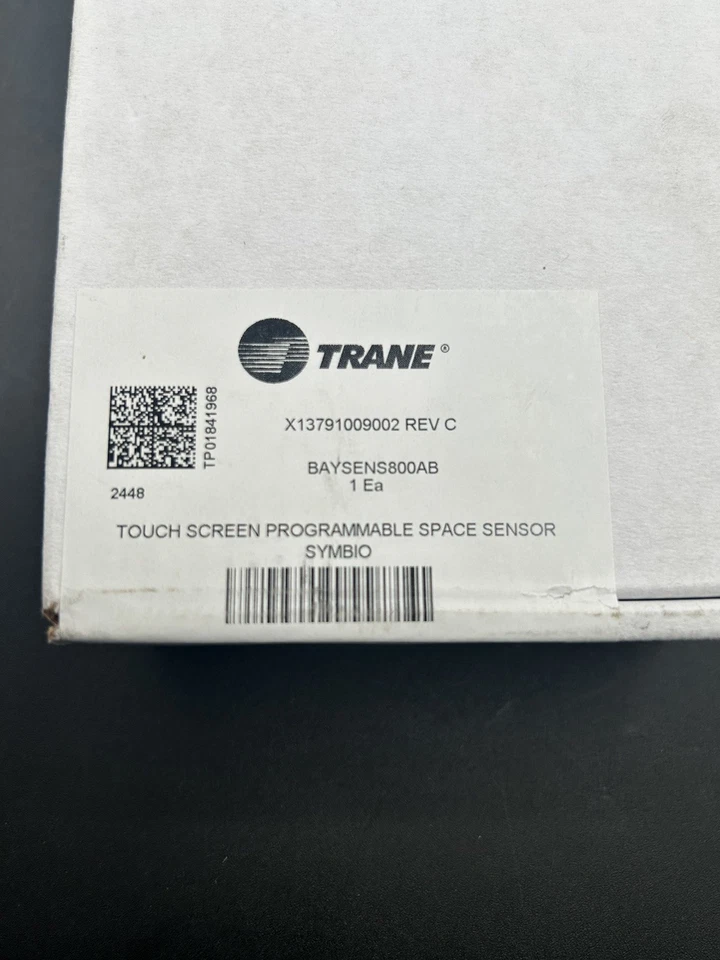 TRANE®
TP01841968
X13791009002 REV C
BAYSENS800AB
1 Ea
2448
TOUCH SCREEN PROGRAMMABLE SPACE SENSOR
SYMBIO